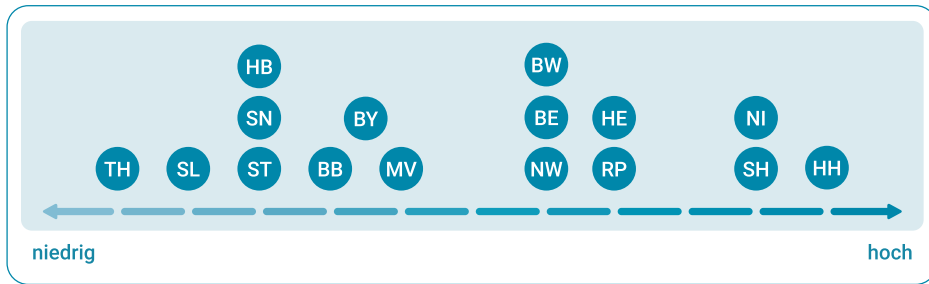 HB BW
SN BY BE HE NI
TH SL ST BB MV NW RP SH HH
niedrig hoch